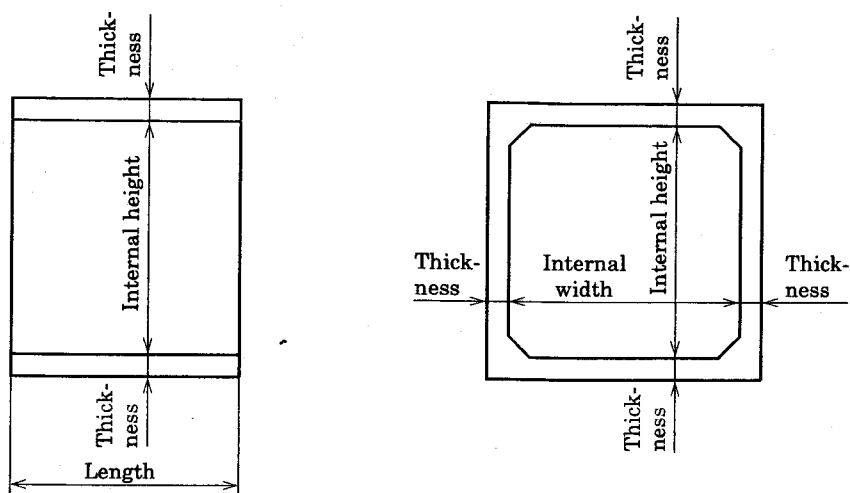 Thick-
ness
Internal height
Thick-
ness
Length
Thick-
ness
Internal height
Thick-
ness
Internal
width
Thick-
ness
Thick-
ness